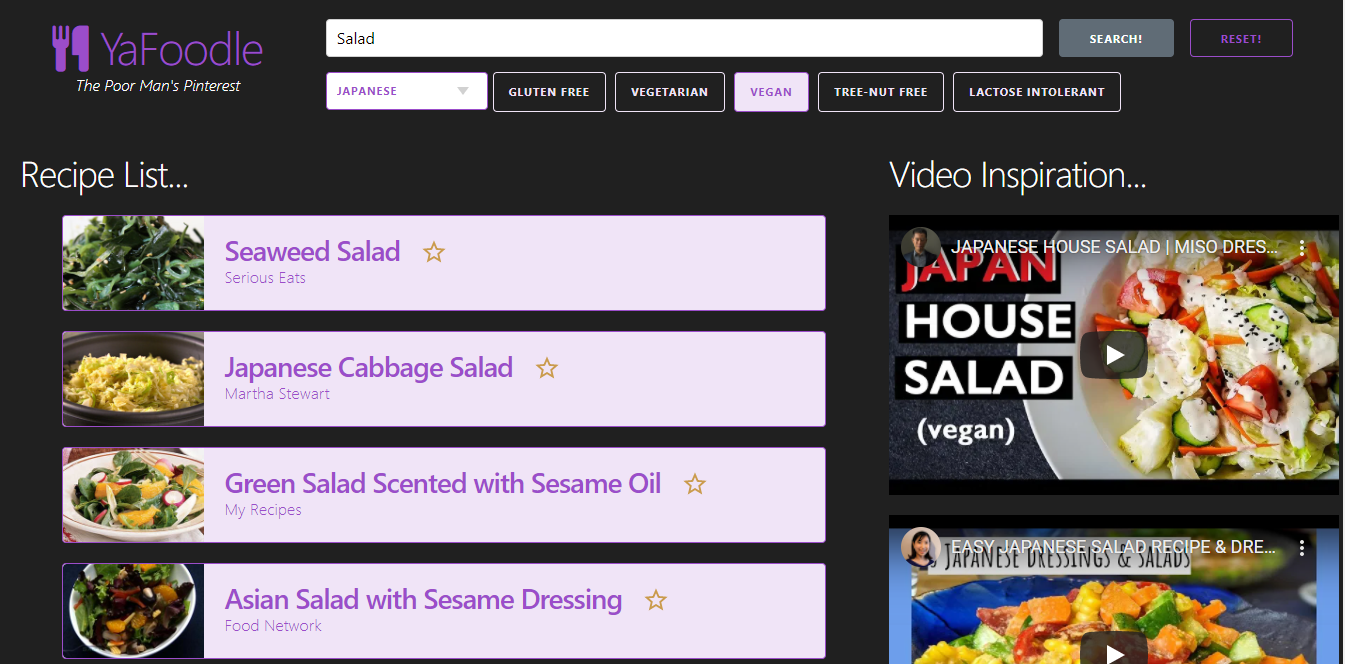 YaFoodle
The Poor Man's Pinterest
Salad
SEARCH!
RESET!
JAPANESE
GLUTEN FREE
VEGETARIAN
VEGAN
TREE-NUT FREE
LACTOSE INTOLERANT
Recipe List...
Seaweed Salad
Serious Eats
Japanese Cabbage Salad
Martha Stewart
Green Salad Scented with Sesame Oil
My Recipes
Asian Salad with Sesame Dressing
Food Network
Video Inspiration...
JAPANESE HOUSE SALAD | MISO DRES...
JAPAN
HOUSE
SALAD
(vegan)
EASY JAPANESE SALAD RECIPE & DRE...
JAPANESE DRESSINGS & SALADS